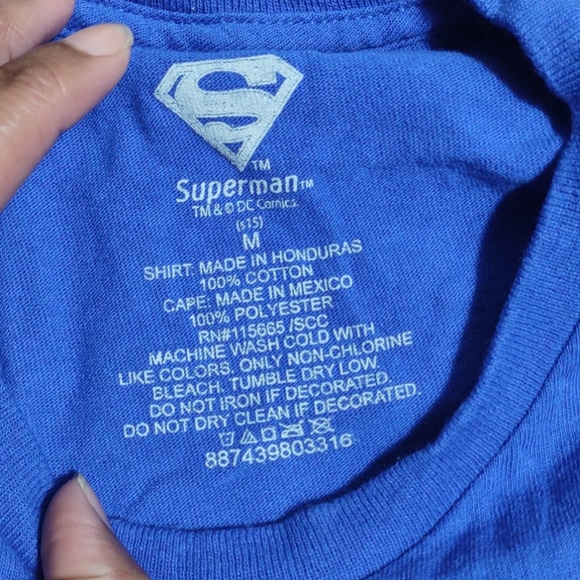 S
TM
Superman TM
TM & © DC Comics.
(s15)
M
SHIRT: MADE IN HONDURAS
100% COTTON
CAPE: MADE IN MEXICO
100% POLYESTER
RN#115665 /SCC
MACHINE WASH COLD WITH
LIKE COLORS. ONLY NON-CHLORINE
BLEACH. TUMBLE DRY LOW.
DO NOT IRON IF DECORATED.
DO NOT DRY CLEAN IF DECORATED.
887439803316